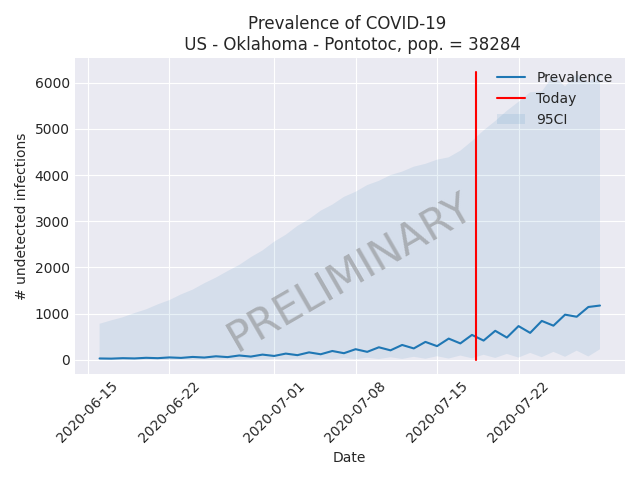 Prevalence of COVID-19
US - Oklahoma - Pontotoc, pop. = 38284
6000
5000
4000
3000
2000
1000
0
# undetected infections
Prevalence
Today
95CI
PRELIMINARY
2020-06-15
2020-06-22
2020-07-01
2020-07-08
2020-07-15
2020-07-22
Date